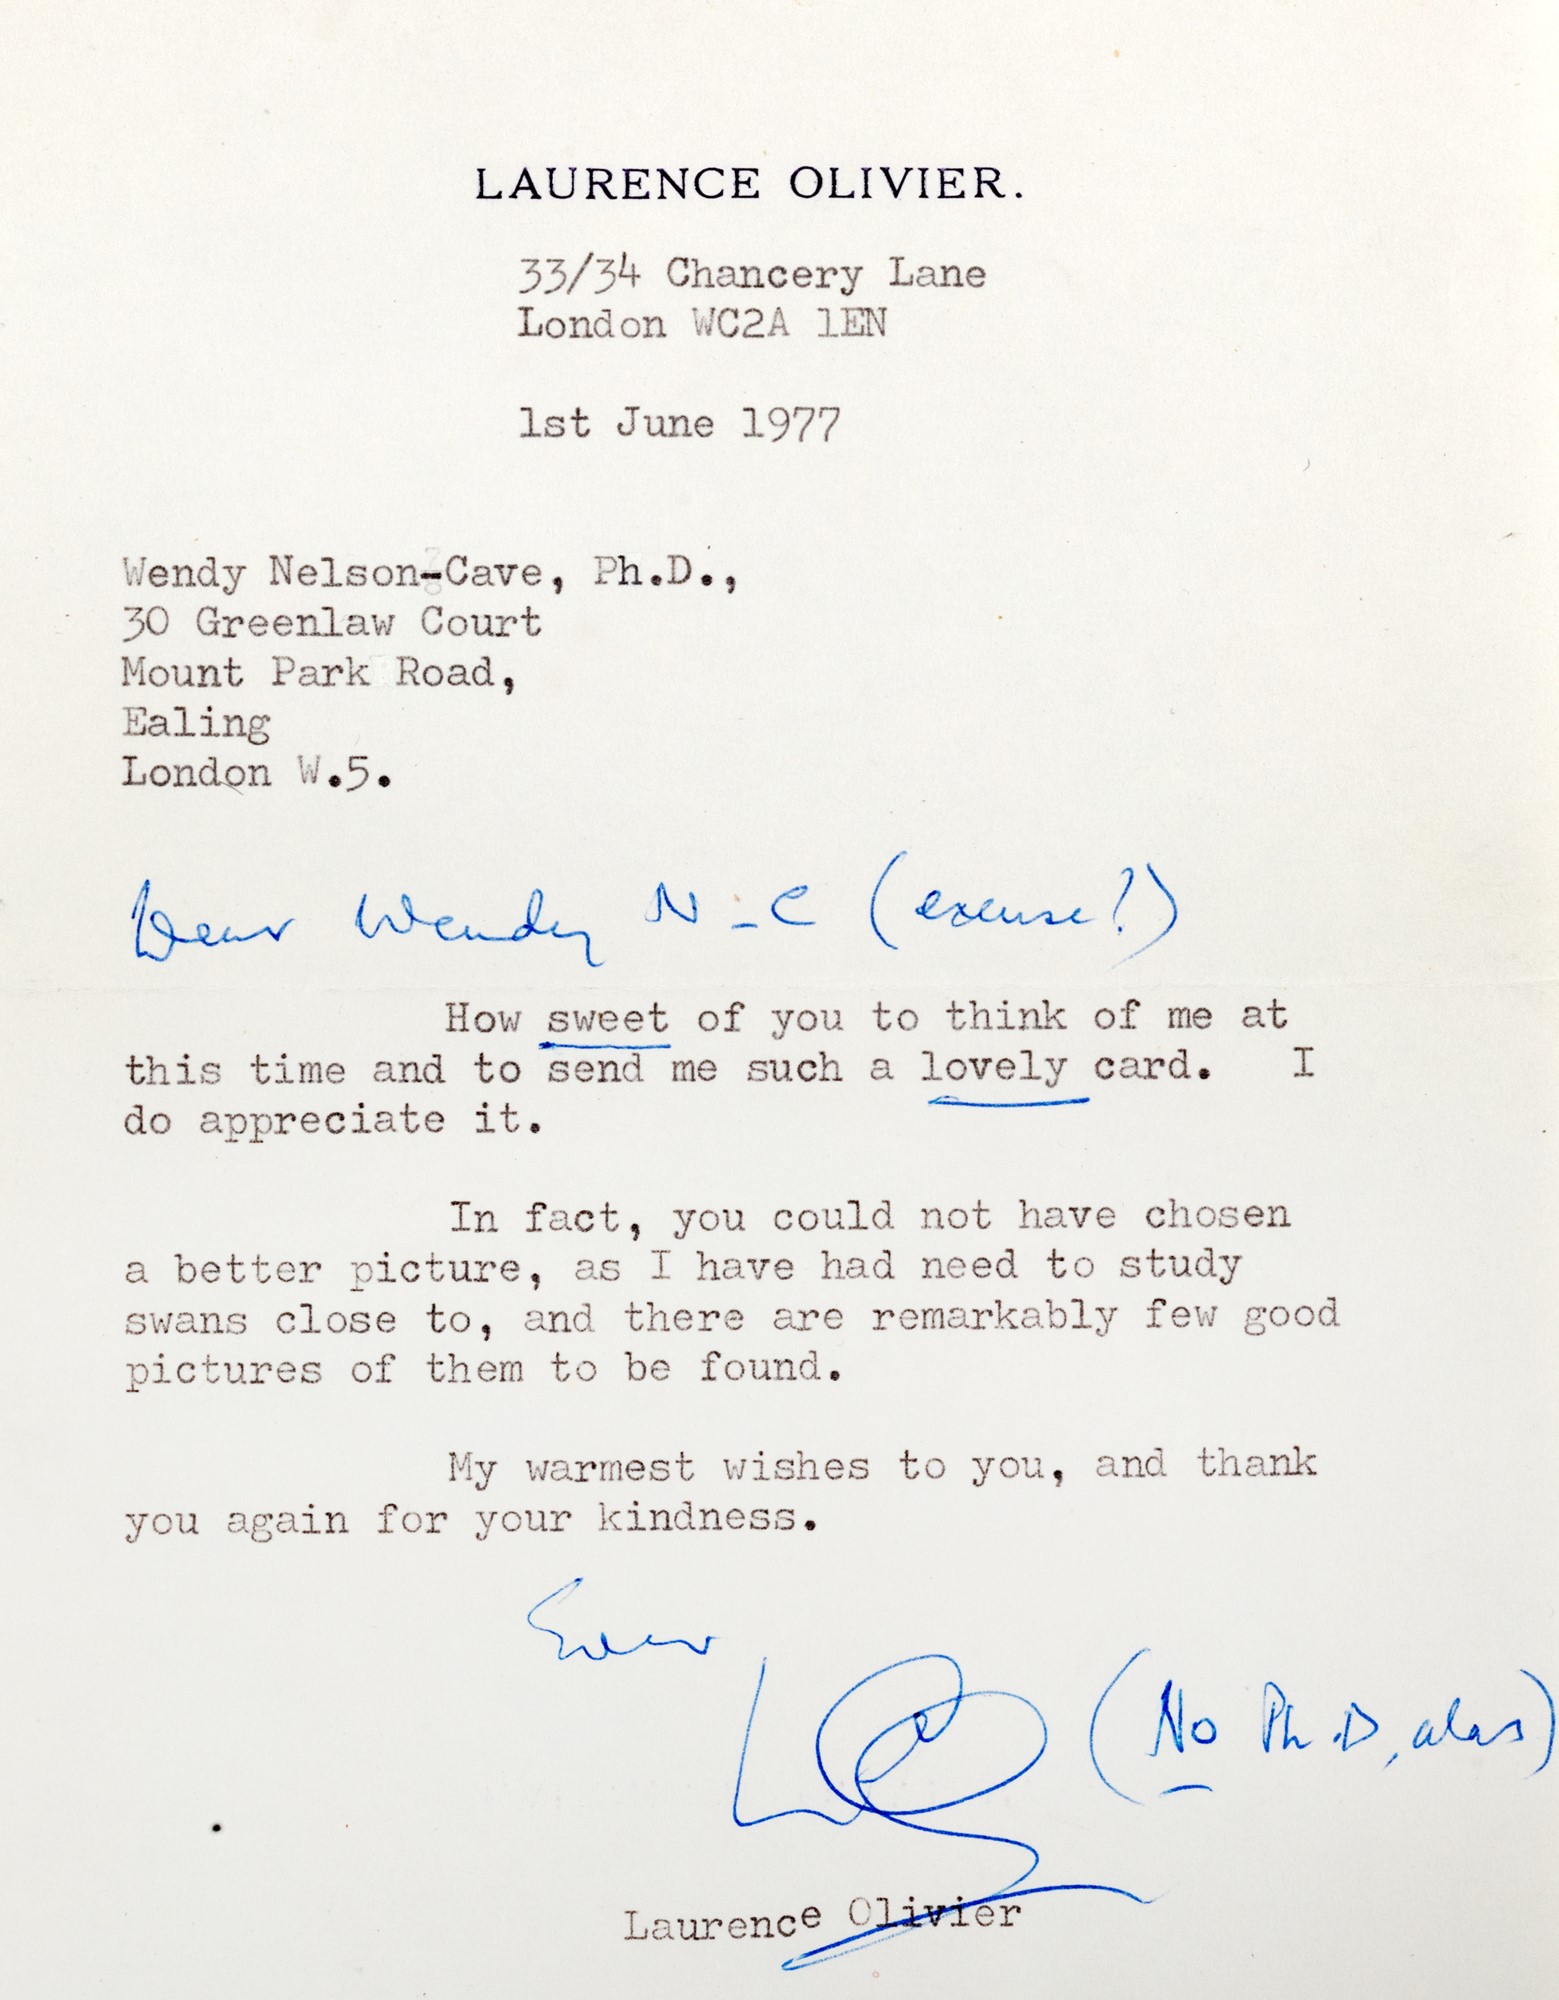 LAURENCE OLIVIER.
33/34 Chancery Lane
London WC2A 1EN
1st June 1977
Wendy Nelson-Cave, Ph.D.,
30 Greenlaw Court
Mount Park Road,
Ealing
London W.5.
Dear Wendy N-C (excuse?)
How sweet of you to think of me at
this time and to send me such a lovely card. I
do appreciate it.
In fact, you could not have chosen
a better picture, as I have had need to study
swans close to, and there are remarkably few good
pictures of them to be found.
My warmest wishes to you, and thank
you again for your kindness.
Ever
(No Ph.D, alas)
Laurence Olivier